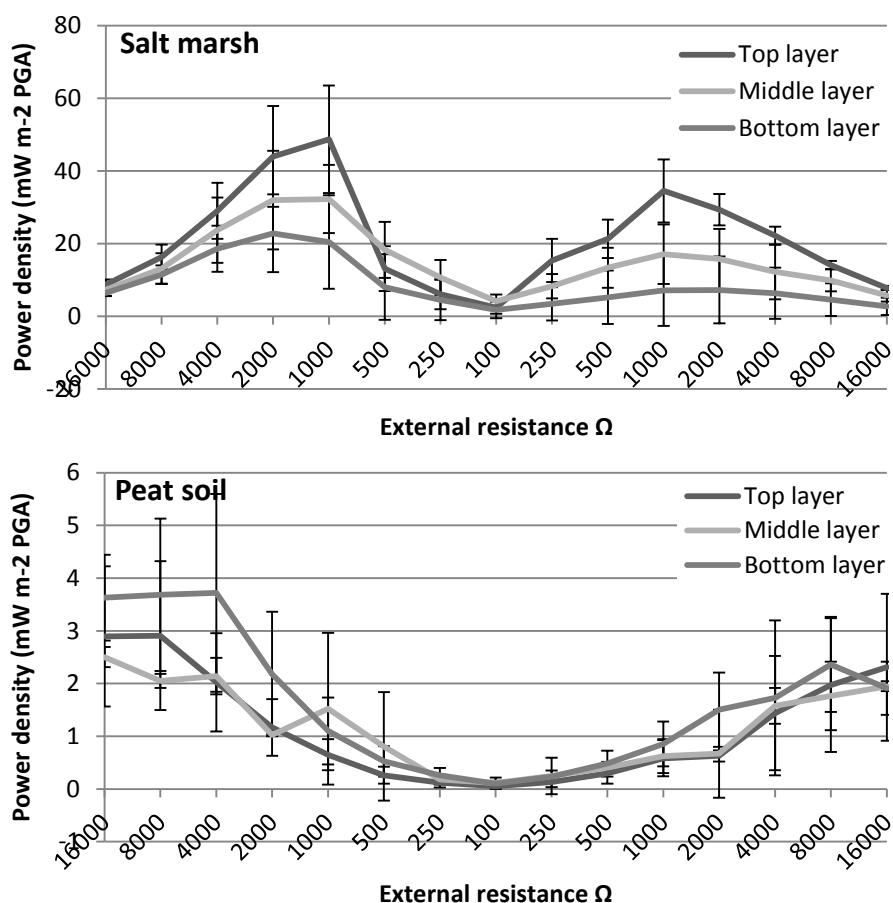 80
60
40
20
0
-20
Power density (mW m-2 PGA)
Salt marsh
Top layer
Middle layer
Bottom layer
16000 8000 4000 2000 1000 500 250 100 250 500 1000 2000 4000 8000 16000
External resistance Ω
6
5
4
3
2
1
0
-1
Power density (mW m-2 PGA)
Peat soil
Top layer
Middle layer
Bottom layer
16000 8000 4000 2000 1000 500 250 100 250 500 1000 2000 4000 8000 16000
External resistance Ω